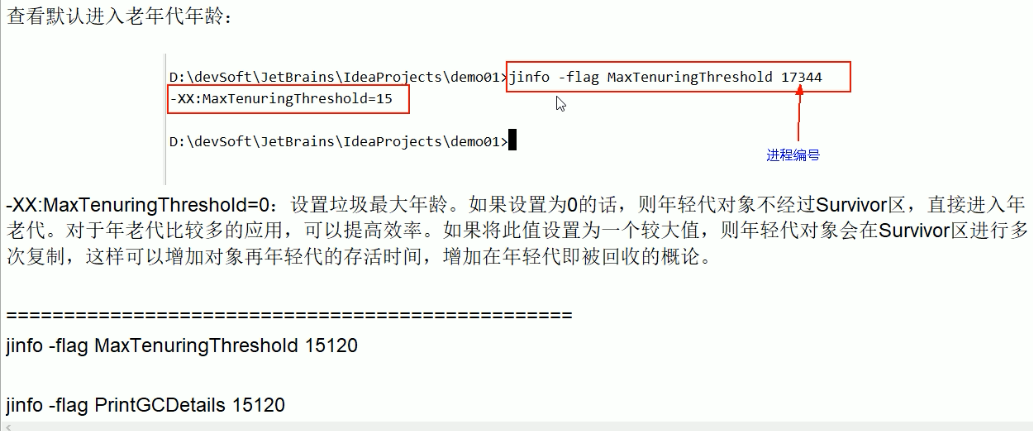 查看默认进入老年代年龄：
D:\devSoft\JetBrains\IdeaProjects\demo01>jinfo -flag MaxTenuringThreshold 17344
-XX:MaxTenuringThreshold=15
D:\devSoft\JetBrains\IdeaProjects\demo01>
进程编号
-XX:MaxTenuringThreshold=0：设置垃圾最大年龄。如果设置为0的话，则年轻代对象不经过Survivor区，直接进入年
老代。对于年老代比较多的应用，可以提高效率。如果将此值设置为一个较大值，则年轻代对象会在Survivor区进行多
次复制，这样可以增加对象再年轻代的存活时间，增加在年轻代即被回收的概论。
==================================================
jinfo -flag MaxTenuringThreshold 15120
jinfo -flag PrintGCDetails 15120